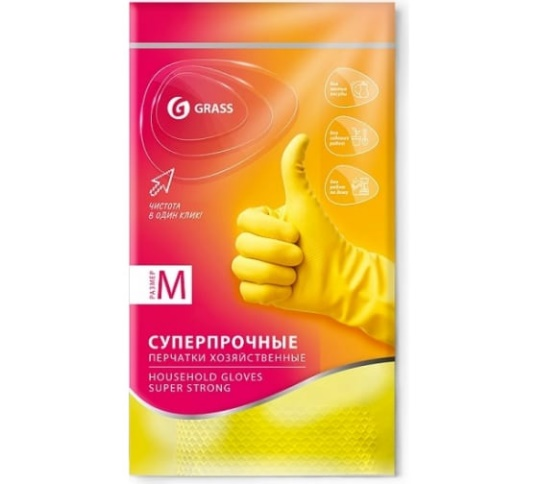 GRASS
ЧИСТОТА
В ОДИН КЛИК!
РАЗМЕР
M
СУПЕРПРОЧНЫЕ
ПЕРЧАТКИ ХОЗЯЙСТВЕННЫЕ
HOUSEHOLD GLOVES
SUPER STRONG